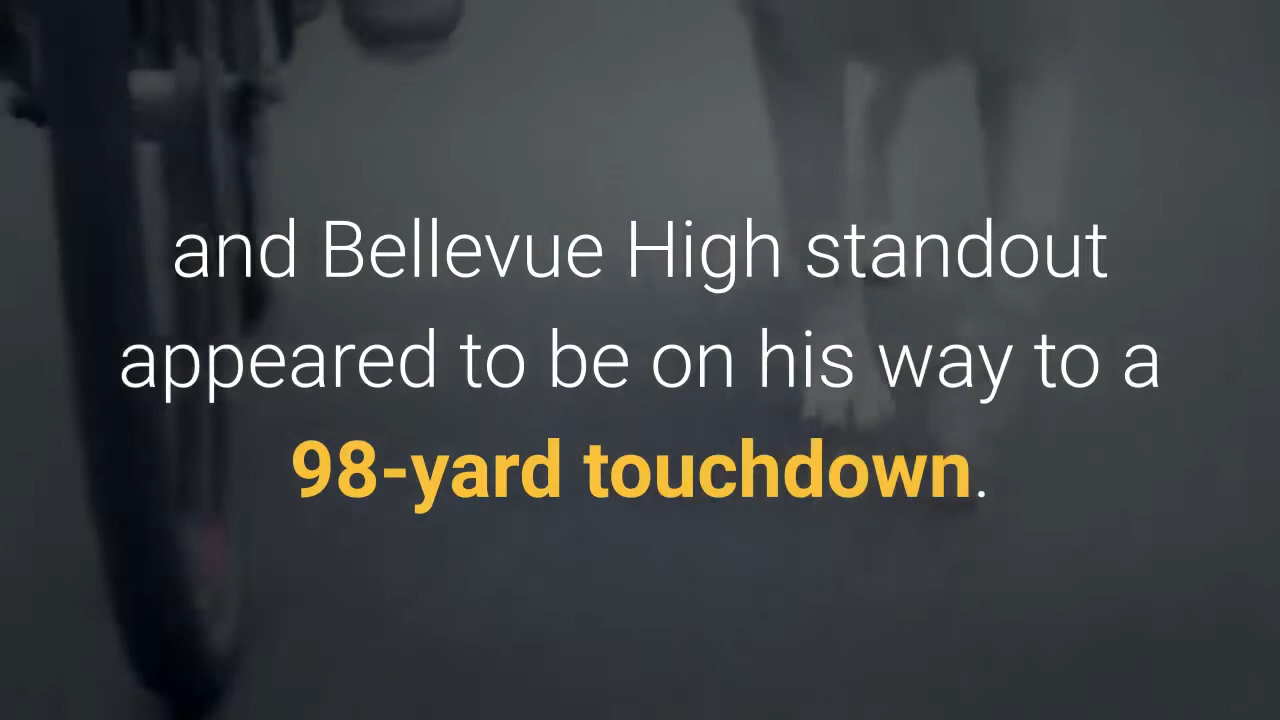 and Bellevue High standout
appeared to be on his way to a
98-yard touchdown.